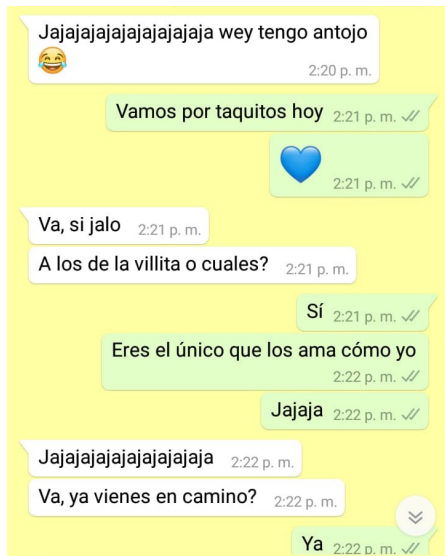 Jajajajajajajajajajaja wey tengo antojo
😂
2:20 p. m.
Vamos por taquitos hoy 2:21 p. m.
💙
2:21 p. m.
Va, si jalo 2:21 p. m.
A los de la villita o cuales? 2:21 p. m.
Sí 2:21 p. m.
Eres el único que los ama cómo yo
2:22 p. m.
Jajaja 2:22 p. m.
Jajajajajajajajajajaja 2:22 p. m.
Va, ya vienes en camino? 2:22 p. m.
Ya 2:22 p. m.